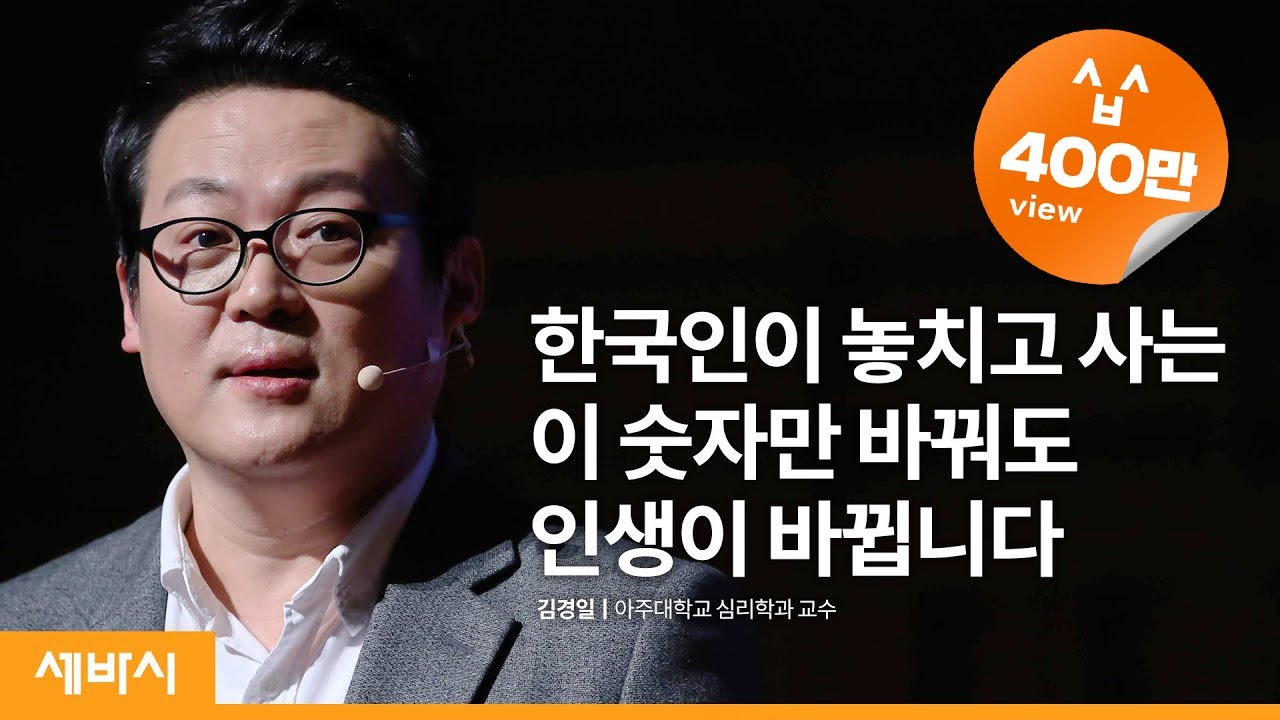 숩
400만
view
한국인이 놓치고 사는
이 숫자만 바꿔도
인생이 바뀝니다
김경일 | 아주대학교 심리학과 교수
세바시